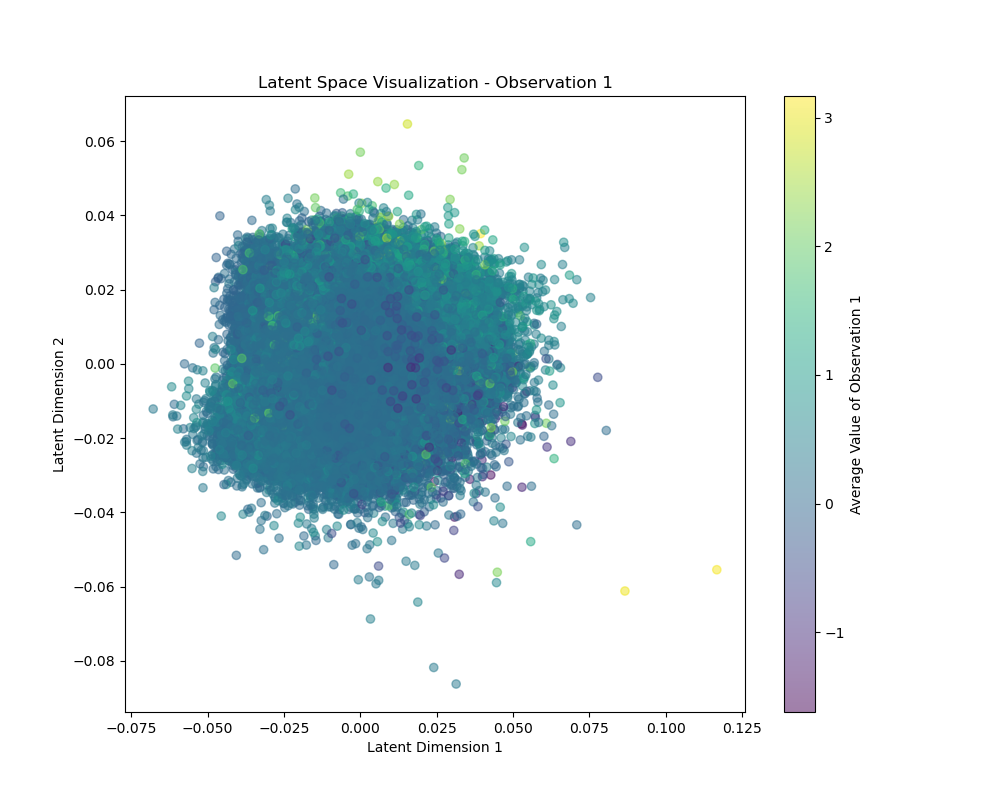 Latent Space Visualization - Observation 1
0.06
0.04
0.02
0.00
−0.02
−0.04
−0.06
−0.08
Latent Dimension 2
−0.075 −0.050 −0.025 0.000 0.025 0.050 0.075 0.100 0.125
Latent Dimension 1
3
2
1
0
−1
Average Value of Observation 1